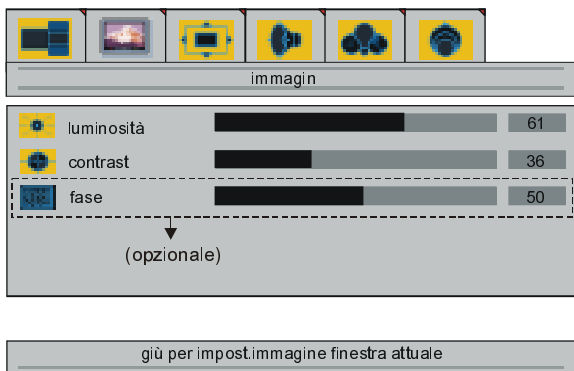 immagin
luminosità 61
contrast 36
fase 50
(opzionale)
giù per impost.immagine finestra attuale